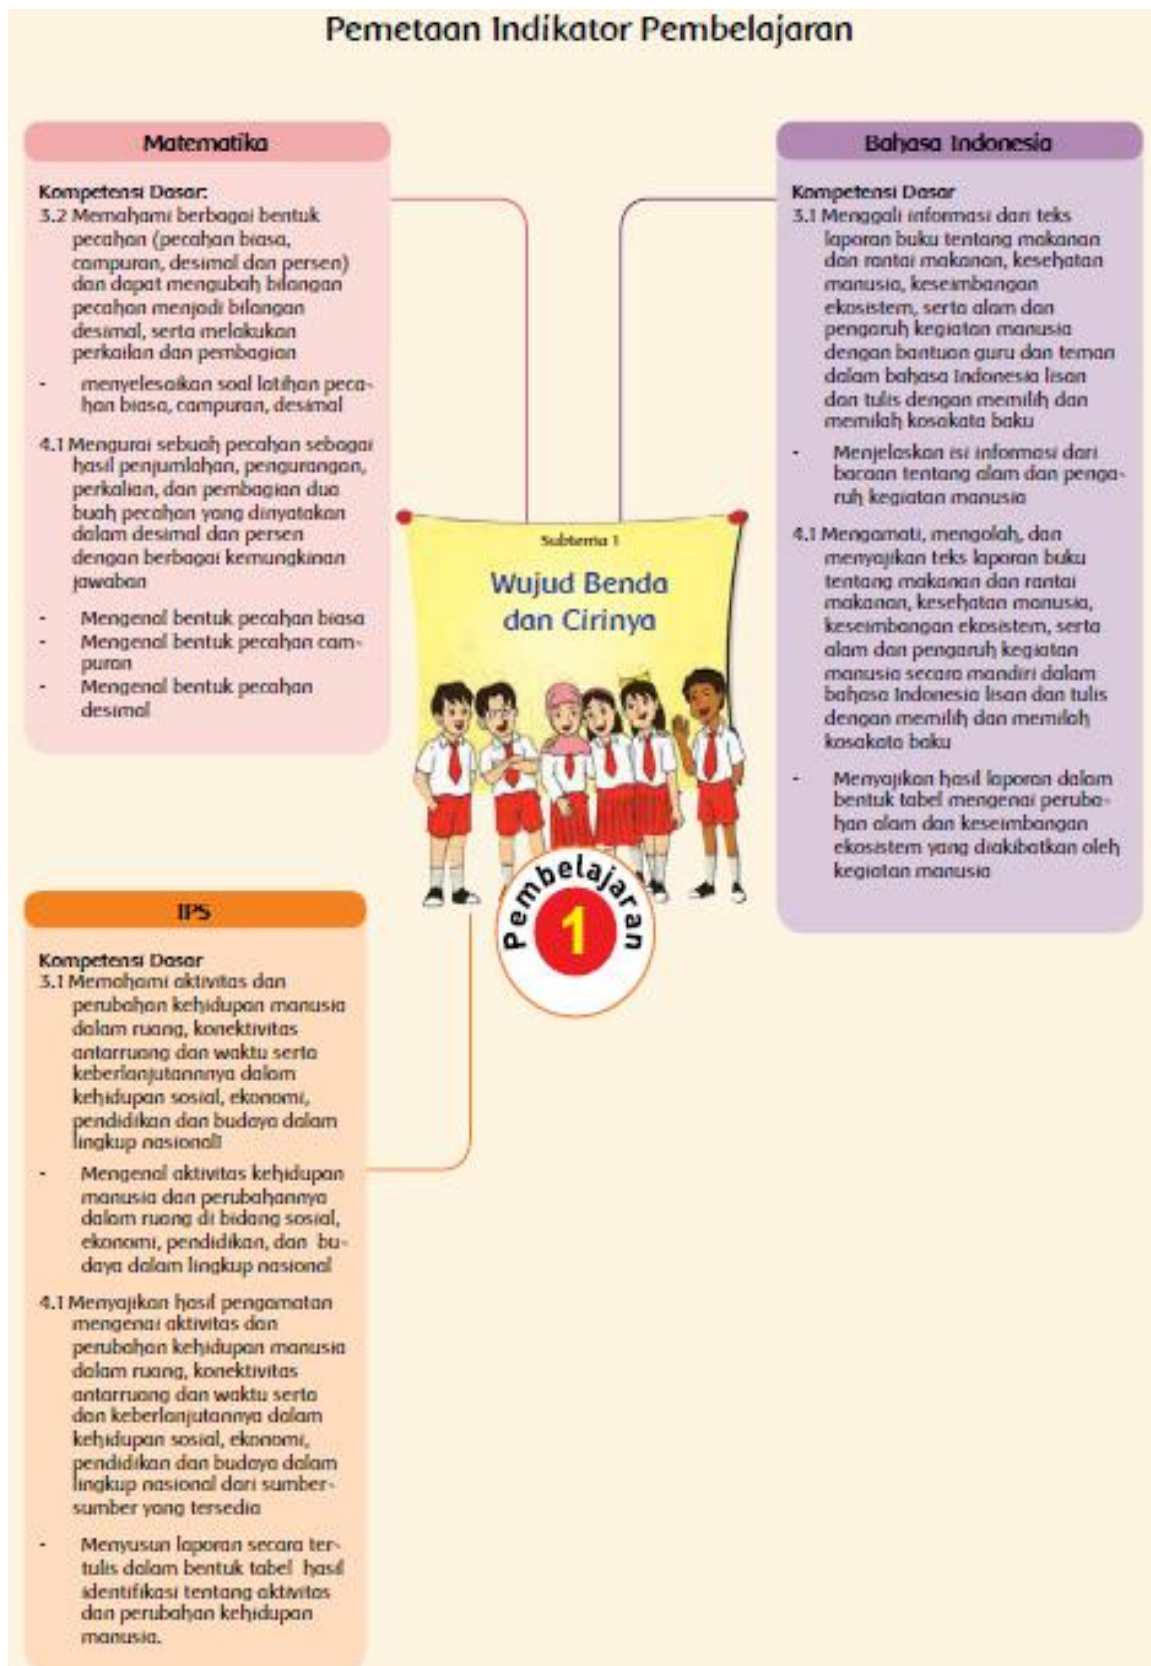 Pemetaan Indikator Pembelajaran
Matematika
Kompetensi Dasar:
3.2 Memahami berbagai bentuk
pecahan (pecahan biasa,
campuran, desimal dan persen)
dan dapat mengubah bilangan
pecahan menjadi bilangan
desimal, serta melakukan
perkailan dan pembagian
- menyelesaikan soal latihan peca-
han biasa, campuran, desimal
4.1 Mengurai sebuah pecahan sebagai
hasil penjumlahan, pengurangan,
perkalian, dan pembagian dua
buah pecahan yang dinyatakan
dalam desimal dan persen
dengan berbagai kemungkinan
jawaban
- Mengenal bentuk pecahan biasa
- Mengenal bentuk pecahan cam-
puran
- Mengenal bentuk pecahan
desimal
Bahasa Indonesia
Kompetensi Dasar
3.1 Menggali informasi dari teks
laporan buku tentang makanan
dan rantai makanan, kesehatan
manusia, keseimbangan
ekosistem, serta alam dan
pengaruh kegiatan manusia
dengan bantuan guru dan teman
dalam bahasa Indonesia lisan
dan tulis dengan memilih dan
memilah kosakata baku
- Menjelaskan isi informasi dari
bacaan tentang alam dan penga-
ruh kegiatan manusia
4.1 Mengamati, mengolah, dan
menyajikan teks laporan buku
tentang makanan dan rantai
makanan, kesehatan manusia,
keseimbangan ekosistem, serta
alam dan pengaruh kegiatan
manusia secara mandiri dalam
bahasa Indonesia lisan dan tulis
dengan memilih dan memilah
kosakata baku
- Menyajikan hasil laporan dalam
bentuk tabel mengenai peruba-
han alam dan keseimbangan
ekosistem yang diakibatkan oleh
kegiatan manusia
Subtema 1
Wujud Benda
dan Cirinya
Pembelajaran
1
IPS
Kompetensi Dasar
3.1 Memahami aktivitas dan
perubahan kehidupan manusia
dalam ruang, konektivitas
antarruang dan waktu serta
keberlanjutannnya dalam
kehidupan sosial, ekonomi,
pendidikan dan budaya dalam
lingkup nasional1
- Mengenal aktivitas kehidupan
manusia dan perubahannya
dalam ruang di bidang sosial,
ekonomi, pendidikan, dan bu-
daya dalam lingkup nasional
4.1 Menyajikan hasil pengamatan
mengenai aktivitas dan
perubahan kehidupan manusia
dalam ruang, konektivitas
antarruang dan waktu serta
dan keberlanjutannya dalam
kehidupan sosial, ekonomi,
pendidikan dan budaya dalam
lingkup nasional dari sumber-
sumber yang tersedia
- Menyusun laporan secara ter-
tulis dalam bentuk tabel hasil
identifikasi tentang aktivitas
dan perubahan kehidupan
manusia.